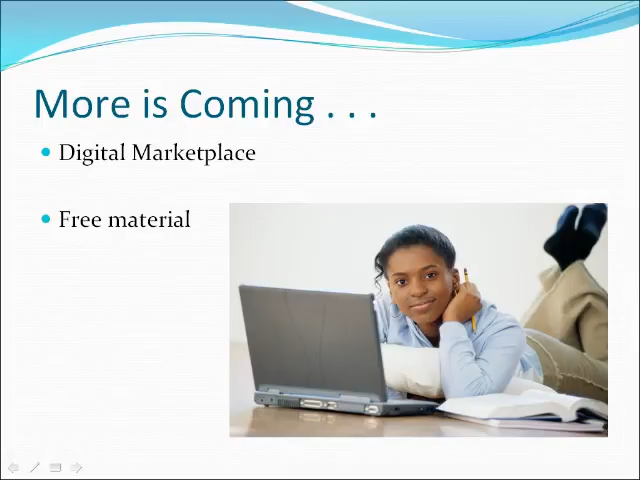 More is Coming . . .
Digital Marketplace
Free material